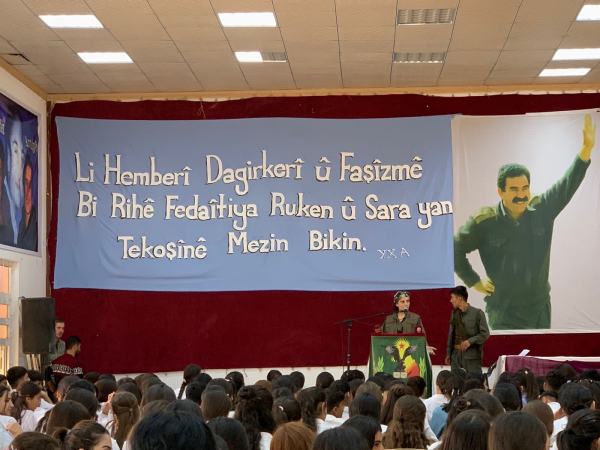 Li Hemberî Dagirkerî û Faşîzmê
Bi Rihê Fedaîtiya Ruken û Sara yan
Tekoşînê Mezin Bikin.
YXA